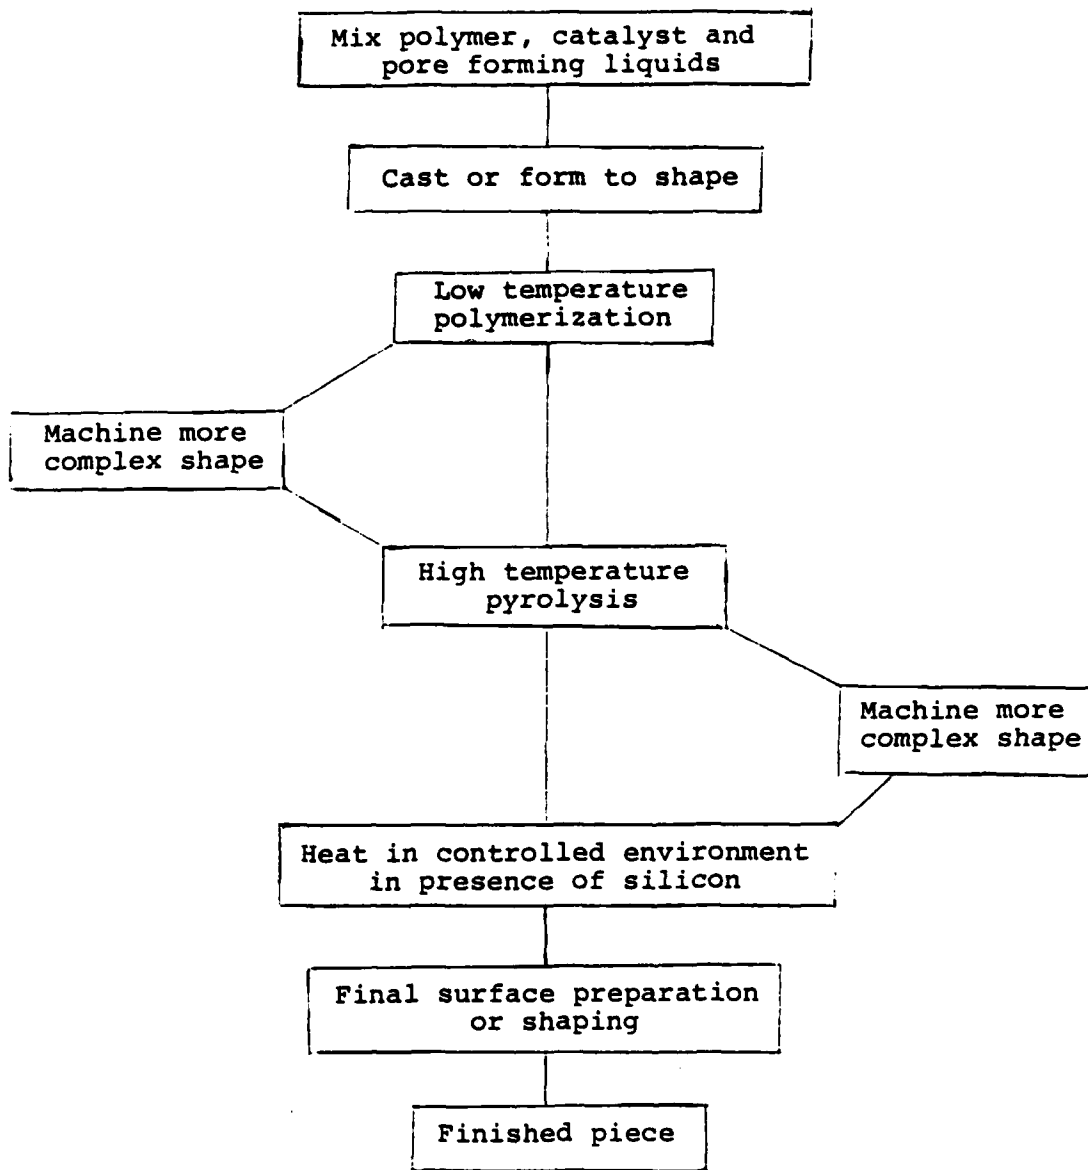 Mix polymer, catalyst and
pore forming liquids
Cast or form to shape
Low temperature
polymerization
Machine more
complex shape
High temperature
pyrolysis
Machine more
complex shape
Heat in controlled environment
in presence of silicon
Final surface preparation
or shaping
Finished piece